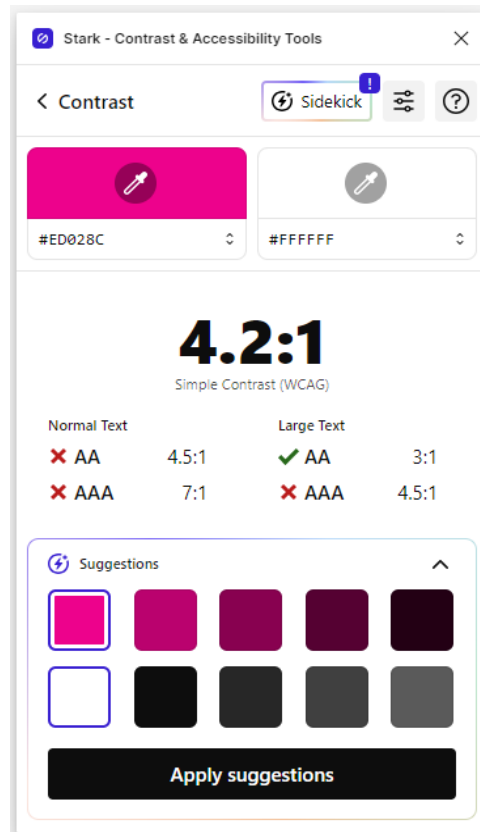 Stark - Contrast & Accessibility Tools
Contrast
Sidekick
!
#ED028C
#FFFFFF
4.2:1
Simple Contrast (WCAG)
Normal Text
Large Text
AA 4.5:1
AA 3:1
AAA 7:1
AAA 4.5:1
Suggestions
Apply suggestions